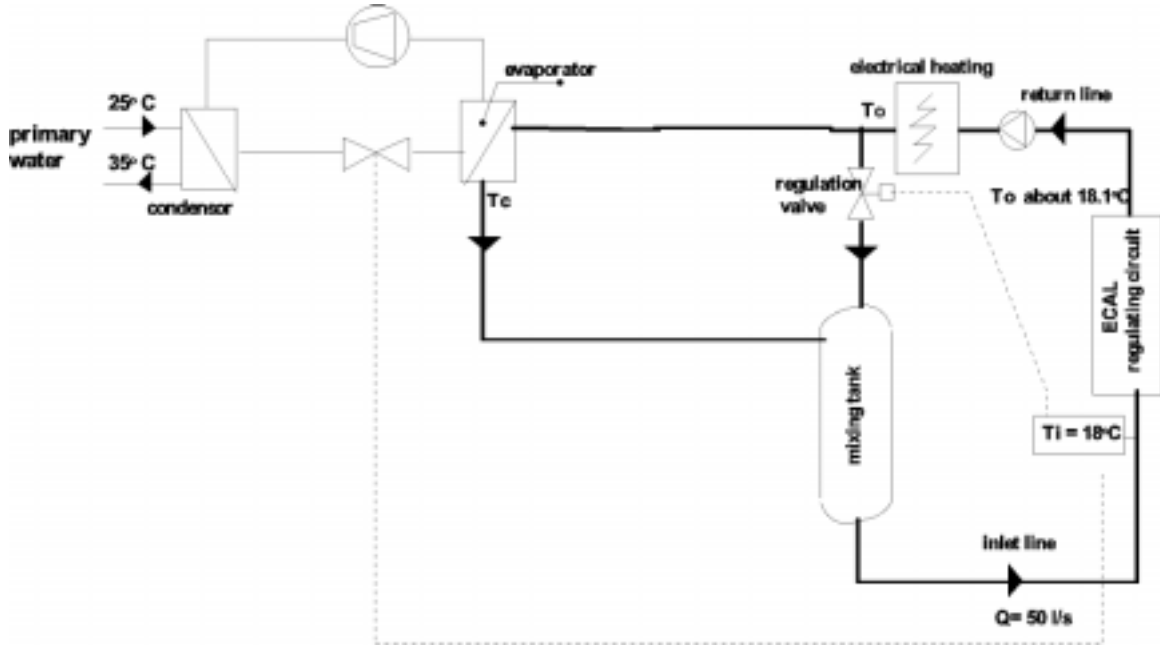 evaporator
electrical heating
25° C
primary
water
35° C
condensor
To
return line
Tc
regulation
valve
To about 18.1°C
ECAL
regulating circuit
mixing tank
Ti = 18°C
inlet line
Q= 50 l/s